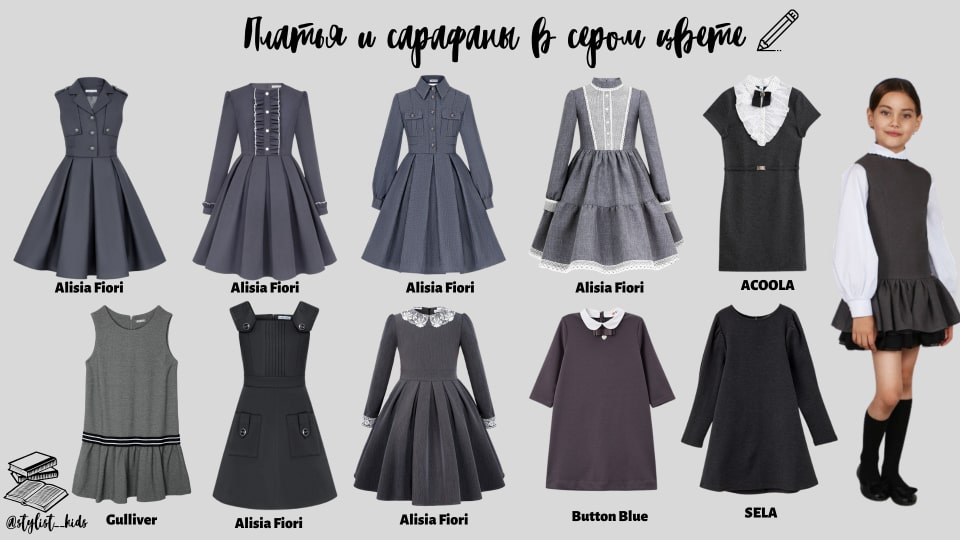 Платья и сарафаны в сером цвете
Alisia Fiori
Alisia Fiori
Alisia Fiori
Alisia Fiori
ACOOLA
Gulliver
Alisia Fiori
Alisia Fiori
Button Blue
SELA
@stylist__kids